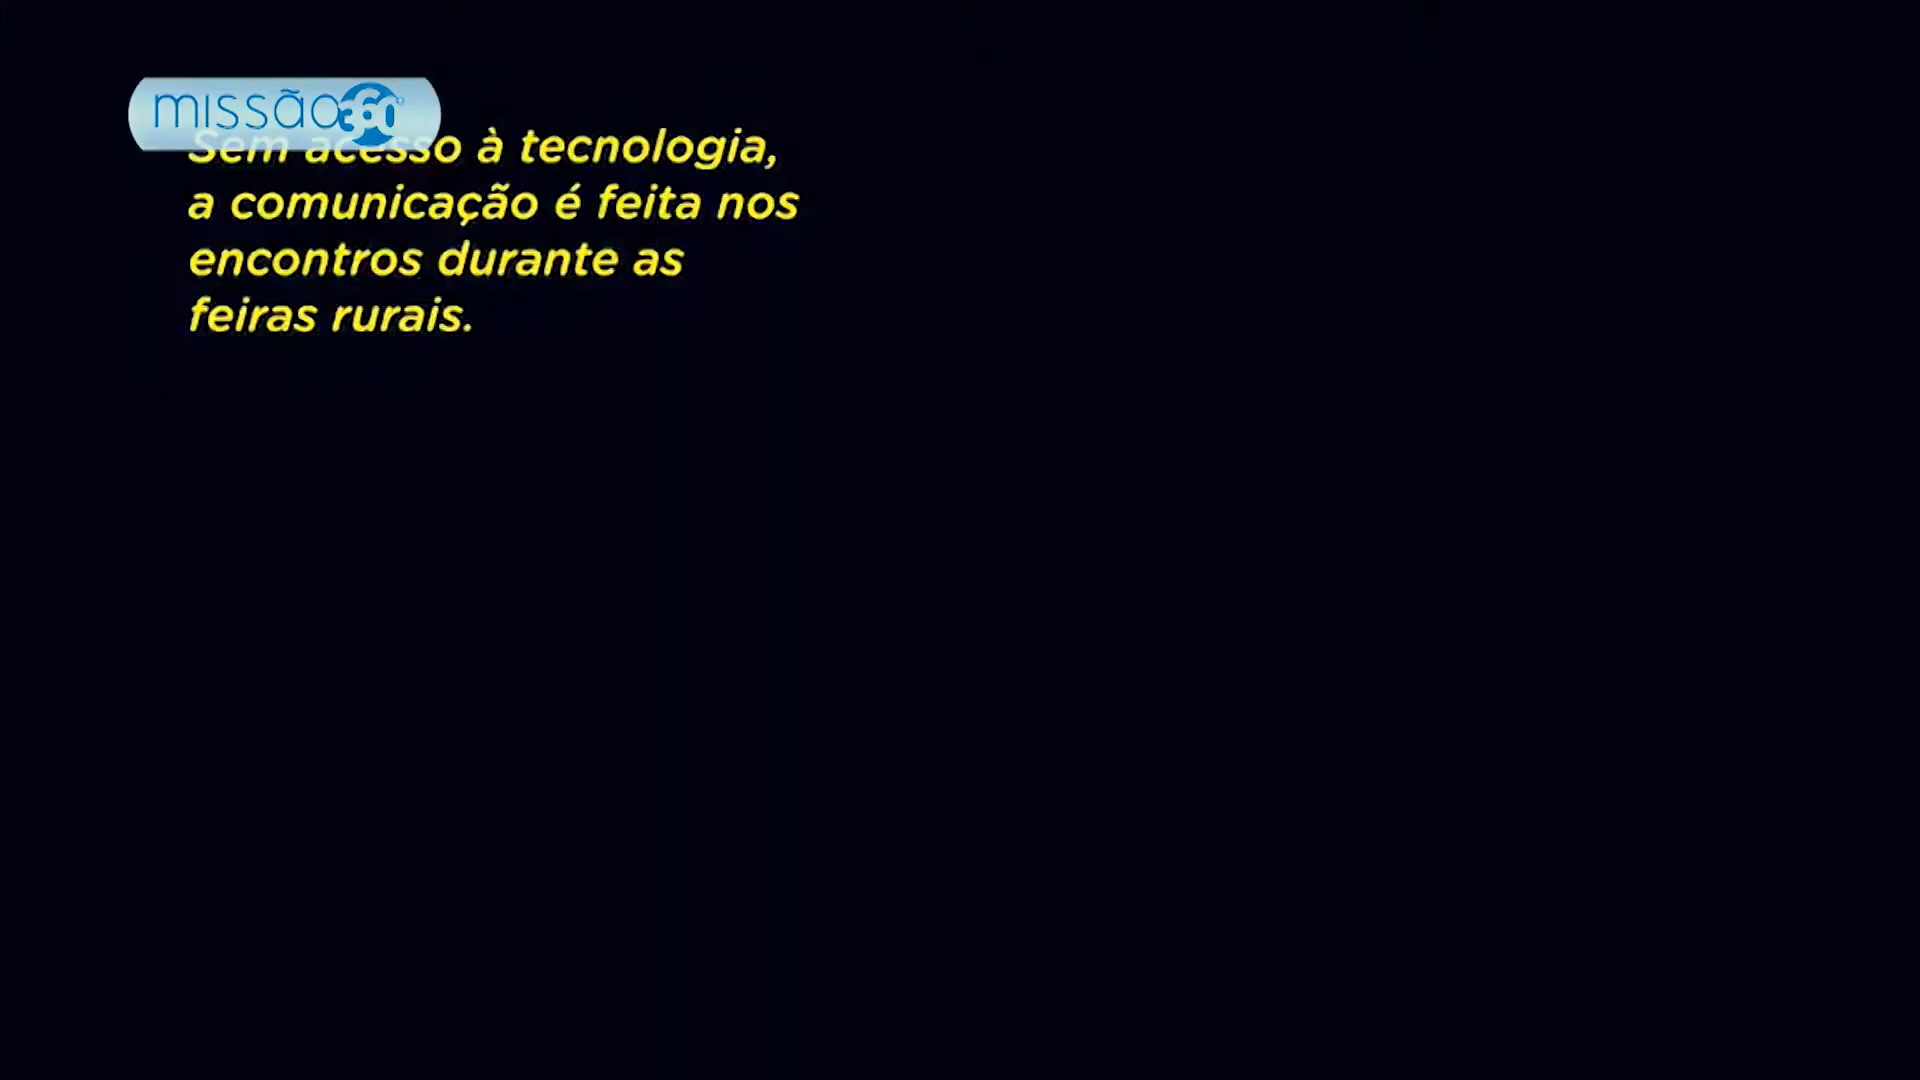 missão360°
Sem acesso à tecnologia,
a comunicação é feita nos
encontros durante as
feiras rurais.